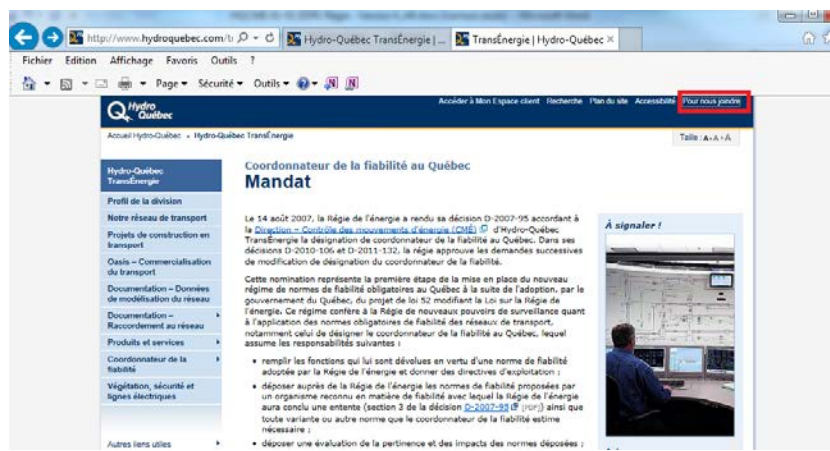 http://www.hydroquebec.com/tr
Hydro-Québec TransÉnergie | ...
TransÉnergie | Hydro-Québec
Fichier Edition Affichage Favoris Outils ?
Page Sécurité Outils
Hydro Québec
Accéder à Mon Espace client Recherche Plan du site Accessibilité Pour nous joindre
Accueil Hydro-Québec Hydro-Québec TransÉnergie
Taille : A A A
Hydro-Québec
TransÉnergie
Profil de la division
Notre réseau de transport
Projets de construction en
transport
Oasis – Commercialisation
du transport
Documentation – Données
de modélisation du réseau
Documentation –
Raccordement au réseau
Produits et services
Coordonnateur de la
fiabilité
Végétation, sécurité et
lignes électriques
Autres liens utiles
Coordonnateur de la fiabilité au Québec
Mandat
Le 14 août 2007, la Régie de l'énergie a rendu sa décision D-2007-95 accordant à
la Direction – Contrôle des mouvements d'énergie (CMÉ) d'Hydro-Québec
TransÉnergie la désignation de coordonnateur de la fiabilité au Québec. Dans ses
décisions D-2010-106 et D-2011-132, la régie approuve les demandes successives
de modification de désignation du coordonnateur de la fiabilité.
Cette nomination représente la première étape de la mise en place du nouveau
régime de normes de fiabilité obligatoires au Québec à la suite de l'adoption, par le
gouvernement du Québec, du projet de loi 52 modifiant la Loi sur la Régie de
l'énergie. Ce régime confère à la Régie de nouveaux pouvoirs de surveillance quant
à l'application des normes obligatoires de fiabilité des réseaux de transport,
notamment celui de désigner le coordonnateur de la fiabilité au Québec, lequel
assume les responsabilités suivantes :
• remplir les fonctions qui lui sont dévolues en vertu d'une norme de fiabilité
adoptée par la Régie de l'énergie et donner des directives d'exploitation ;
• déposer auprès de la Régie de l'énergie les normes de fiabilité proposées par
un organisme reconnu en matière de fiabilité avec lequel la Régie de l'énergie
aura conclu une entente (section 3 de la décision D-2007-95 [PDF]) ainsi que
toute variante ou autre norme que le coordonnateur de la fiabilité estime
nécessaire ;
• déposer une évaluation de la pertinence et des impacts des normes déposées ;
À signaler !